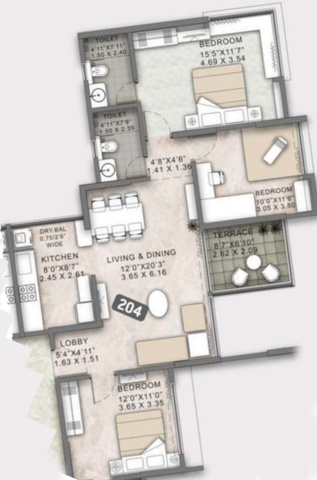 TOILET
4'11"X7'11"
1.50 X 2.40
BEDROOM
15'5"X11'7"
4.69 X 3.54
TOILET
4'11"X7'9"
1.50 X 2.35
4'8"X4'6"
1.41 X 1.36
BEDROOM
10'0"X11'6"
3.05 X 3.50
DRY.BAL
0.75/2'6"
WIDE
KITCHEN
8'0"X8'7"
2.45 X 2.61
LIVING & DINING
12'0"X20'3"
3.65 X 6.16
TERRACE
8'7"X6'10"
2.62 X 2.09
204
LOBBY
5'4"X4'11"
1.63 X 1.51
BEDROOM
12'0"X11'0"
3.65 X 3.35